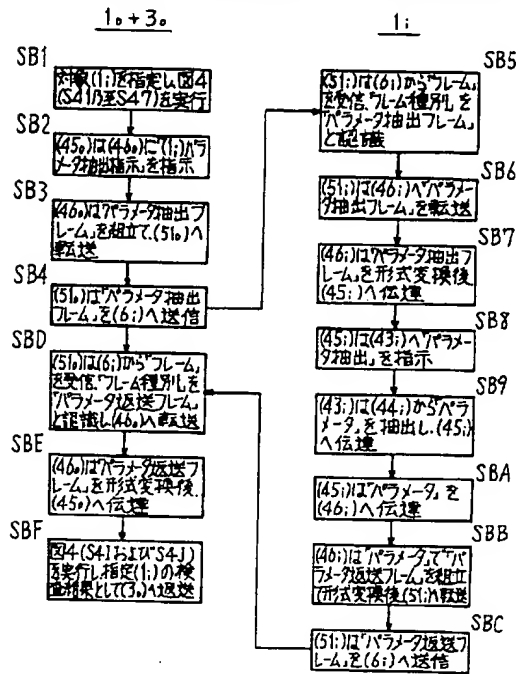 1₀+3₀
1i
SB1
対象(1i)を指定し図4
(S41乃至S47)を実行
SB2
(45₀)は(46₀)に「(1i)パラ
メータ抽出指示」を指示
SB3
(46₀)は「パラメータ抽出フ
レーム」を組立て、(51₀)へ
転送
SB4
(51₀)は「パラメータ抽出
フレーム」を(6i)へ送信
SBD
(51₀)は(6i)から「フレーム」
を受信、「フレーム種別」を
「パラメータ返送フレーム」
と認識し(46₀)へ転送
SBE
(46₀)は「パラメータ返送フ
レーム」を形式変換後、
(45₀)へ伝達
SBF
図4(S4IおよびS4J)
を実行し指定(1i)の検
査結果として(3₀)へ返送
SB5
(51i)は(6i)から「フレーム」
を受信、「フレーム種別」を
「パラメータ抽出フレーム」
と認識
SB6
(51i)は(46i)へ「パラメー
タ抽出フレーム」を転送
SB7
(46i)は「パラメータ抽出
フレーム」を形式変換後
(45i)へ伝達
SB8
(45i)は(43i)へ「パラメー
タ抽出」を指示
SB9
(43i)は(44i)から「パラメ
ータ」を抽出し、(45i)
へ伝達
SBA
(45i)は「パラメータ」を
(46i)へ伝達
SBB
(46i)は「パラメータ」で「パ
ラメータ返送フレーム」を組立
て形式変換後(51i)へ転送
SBC
(51i)は「パラメータ返送フ
レーム」を(6i)へ送信